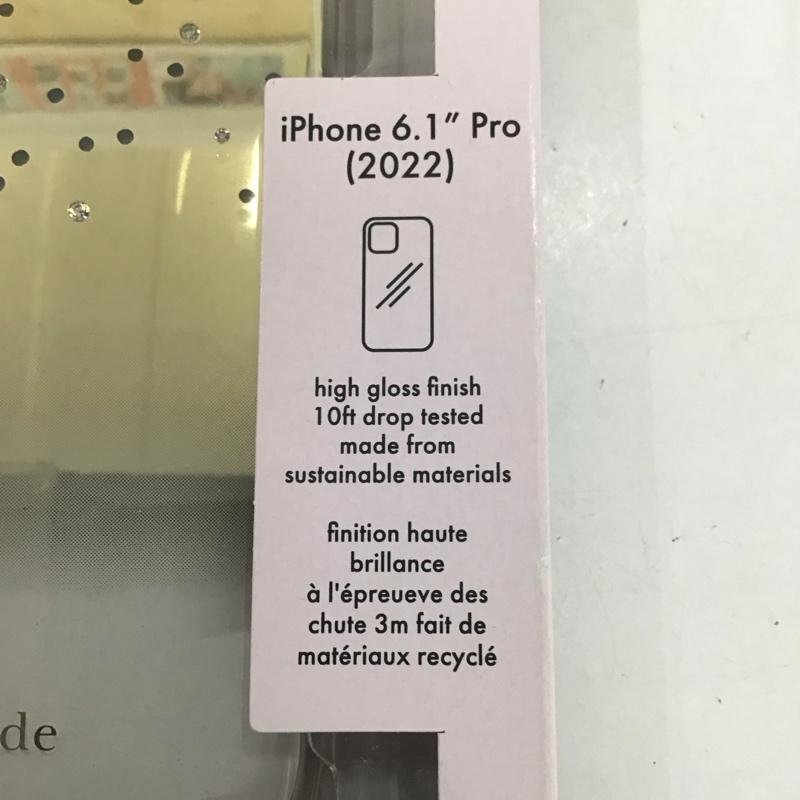 iPhone 6.1″ Pro
(2022)
high gloss finish
10ft drop tested
made from
sustainable materials
finition haute
brillance
à l'épreueve des
chute 3m fait de
matériaux recyclé
de